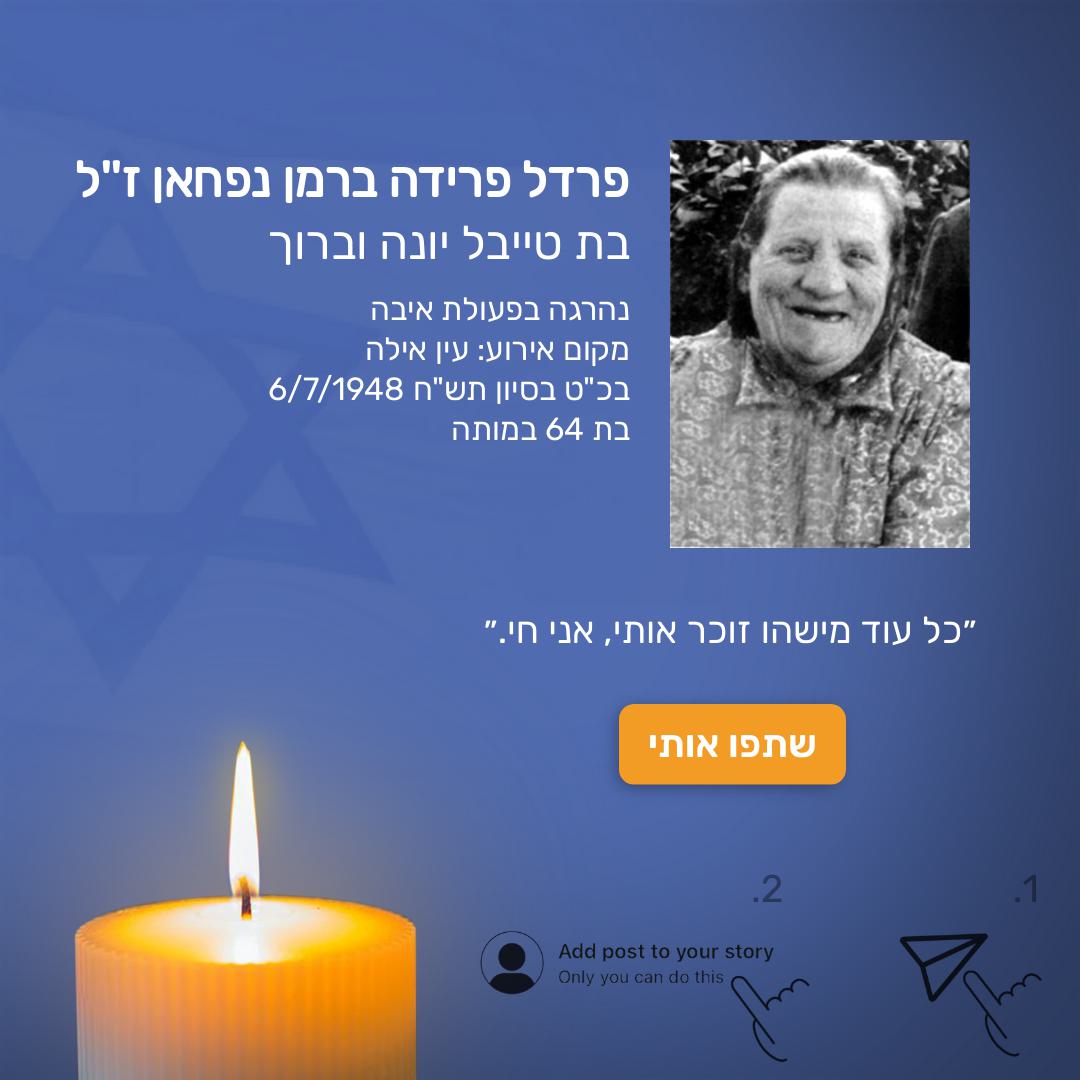 פרדל פרידה ברמן נפחאן ז"ל
בת טייבל יונה וברוך
נהרגה בפעולת איבה
מקום אירוע: עין אילה
בכ"ט בסיון תש"ח 6/7/1948
בת 64 במותה
״כל עוד מישהו זוכר אותי, אני חי.״
שתפו אותי
1.
2.
Add post to your story
Only you can do this